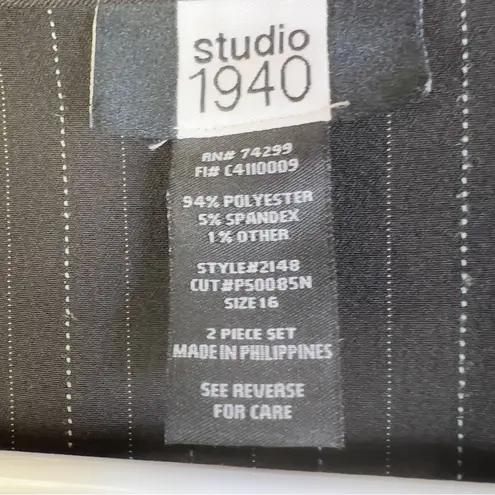 studio
1940
RN# 74299
FI# C4110009
94% POLYESTER
5% SPANDEX
1% OTHER
STYLE#2148
CUT#P50085N
SIZE 16
2 PIECE SET
MADE IN PHILIPPINES
SEE REVERSE
FOR CARE